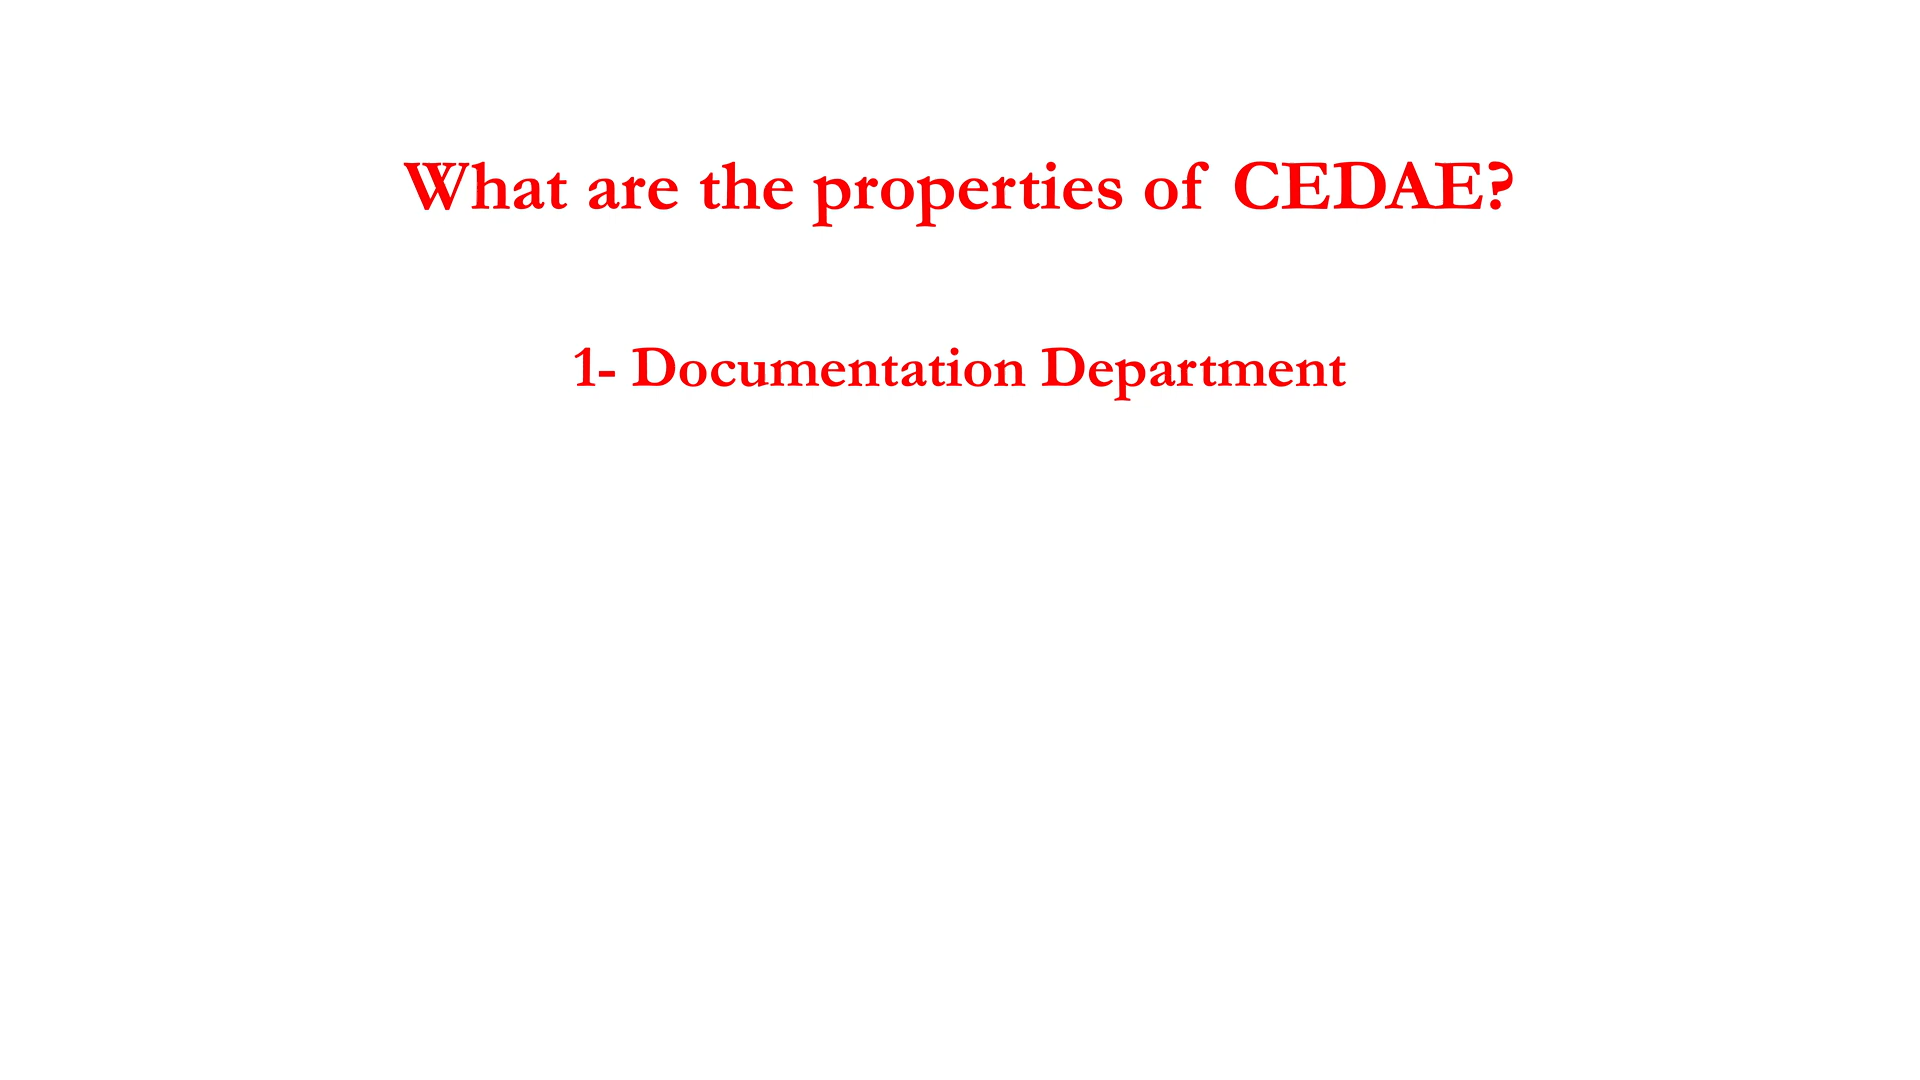 What are the properties of CEDAE?
1- Documentation Department